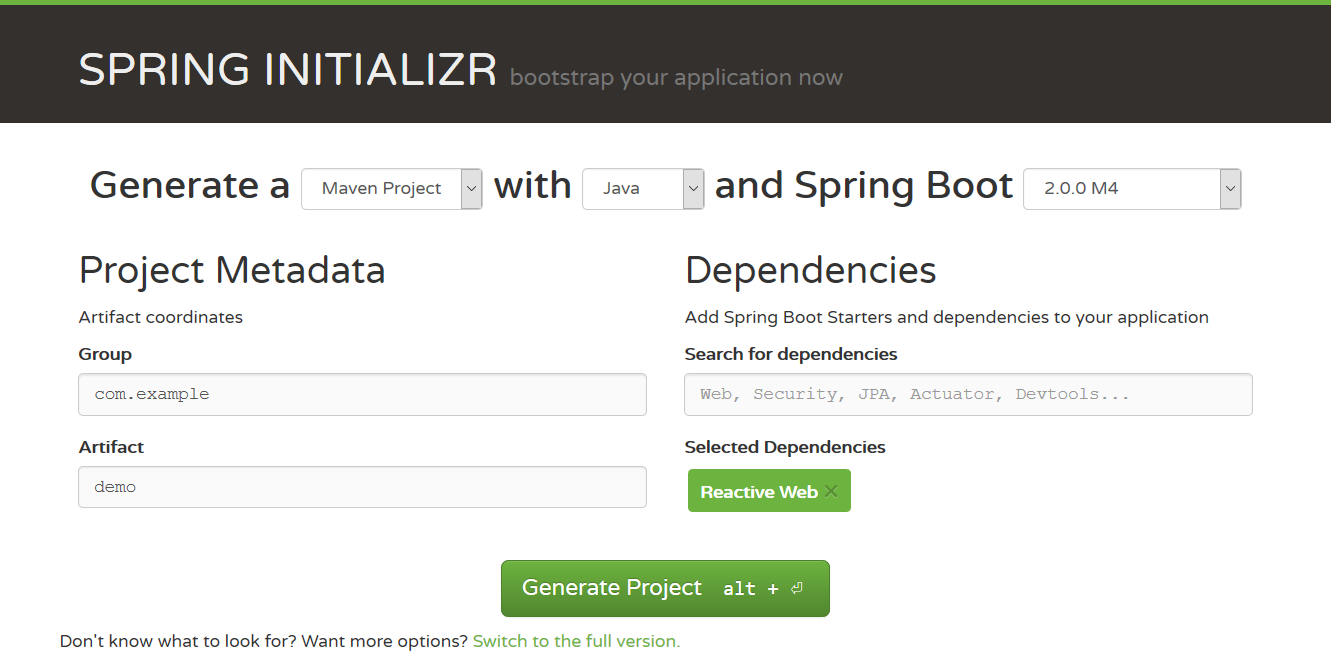 SPRING INITIALIZR bootstrap your application now
Generate a Maven Project with Java and Spring Boot 2.0.0 M4
Project Metadata
Artifact coordinates
Group
com.example
Artifact
demo
Dependencies
Add Spring Boot Starters and dependencies to your application
Search for dependencies
Web, Security, JPA, Actuator, Devtools...
Selected Dependencies
Reactive Web ×
Generate Project alt + ⏎
Don't know what to look for? Want more options? Switch to the full version.